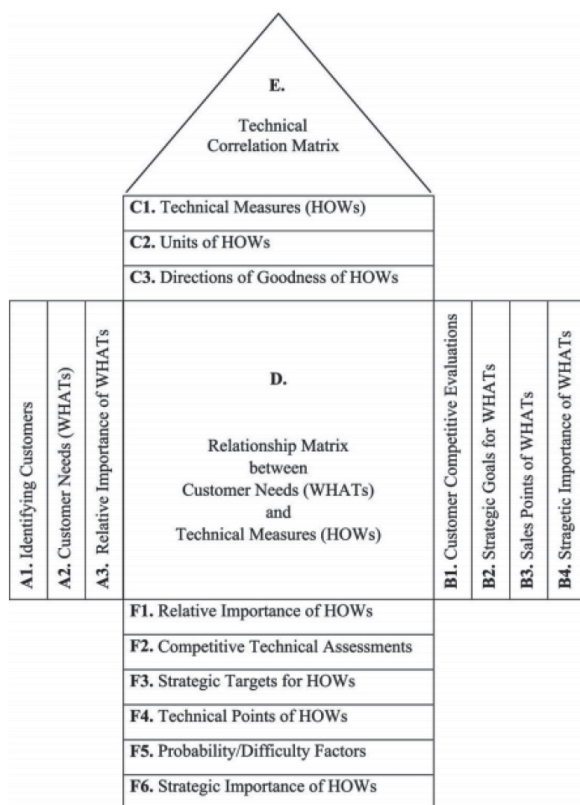 E.
Technical
Correlation Matrix
C1. Technical Measures (HOWs)
C2. Units of HOWs
C3. Directions of Goodness of HOWs
A1. Identifying Customers
A2. Customer Needs (WHATs)
A3. Relative Importance of WHATs
D.
Relationship Matrix
between
Customer Needs (WHATs)
and
Technical Measures (HOWs)
B1. Customer Competitive Evaluations
B2. Strategic Goals for WHATs
B3. Sales Points of WHATs
B4. Stragetic Importance of WHATs
F1. Relative Importance of HOWs
F2. Competitive Technical Assessments
F3. Strategic Targets for HOWs
F4. Technical Points of HOWs
F5. Probability/Difficulty Factors
F6. Strategic Importance of HOWs